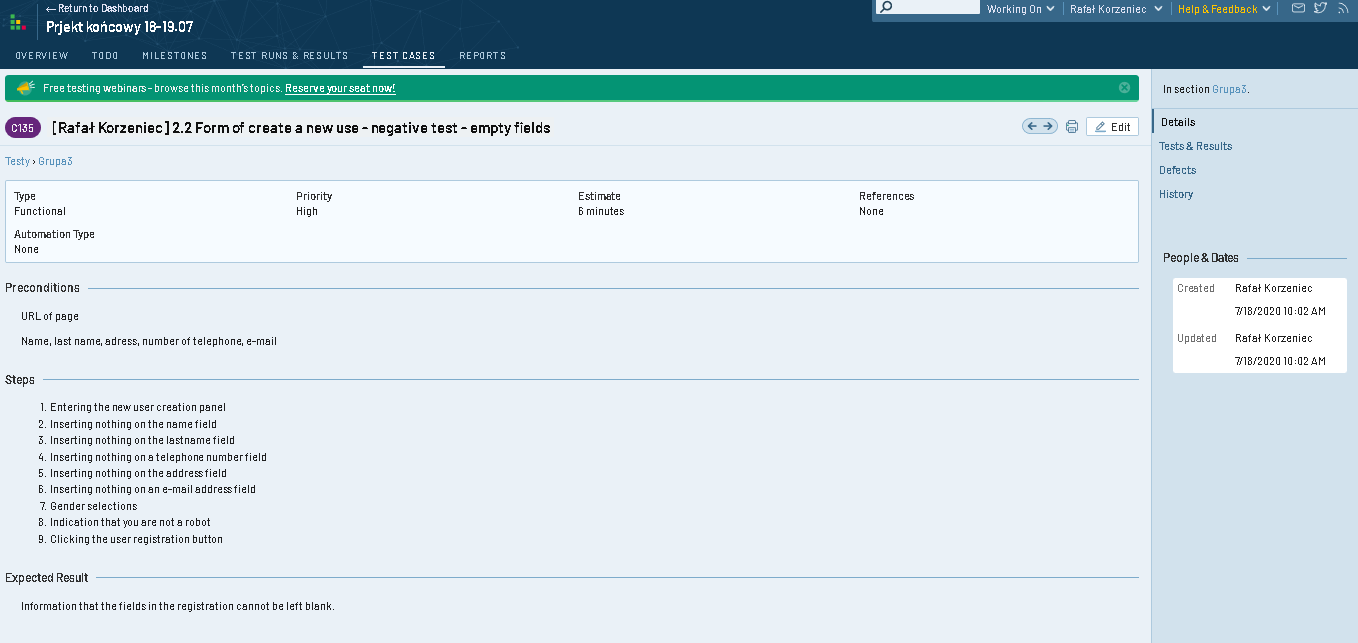 Return to Dashboard
Prjekt końcowy 18-19.07
Working On
Rafał Korzeniec
Help & Feedback
OVERVIEW TODO MILESTONES TEST RUNS & RESULTS TEST CASES REPORTS
Free testing webinars - browse this month's topics. Reserve your seat now!
C135 [Rafał Korzeniec] 2.2 Form of create a new use - negative test - empty fields
Edit
Testy › Grupa3
Type
Functional
Priority
High
Estimate
6 minutes
References
None
Automation Type
None
Preconditions
URL of page
Name, last name, adress, number of telephone, e-mail
Steps
1. Entering the new user creation panel
2. Inserting nothing on the name field
3. Inserting nothing on the lastname field
4. Inserting nothing on a telephone number field
5. Inserting nothing on the address field
6. Inserting nothing on an e-mail address field
7. Gender selections
8. Indication that you are not a robot
9. Clicking the user registration button
Expected Result
Information that the fields in the registration cannot be left blank.
In section Grupa3.
Details
Tests & Results
Defects
History
People & Dates
Created Rafał Korzeniec
7/18/2020 10:02 AM
Updated Rafał Korzeniec
7/18/2020 10:02 AM